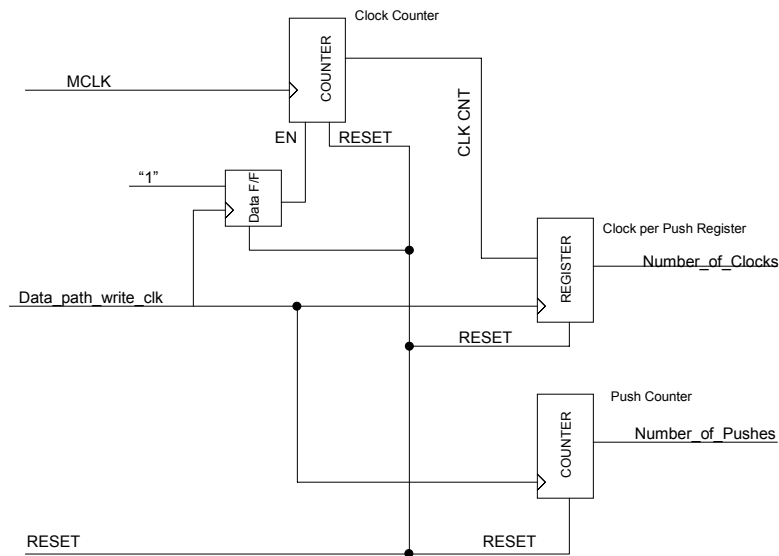 Clock Counter
MCLK
COUNTER
EN
RESET
CLK CNT
"1"
Data F/F
Clock per Push Register
REGISTER
Number_of_Clocks
Data_path_write_clk
RESET
Push Counter
COUNTER
Number_of_Pushes
RESET
RESET